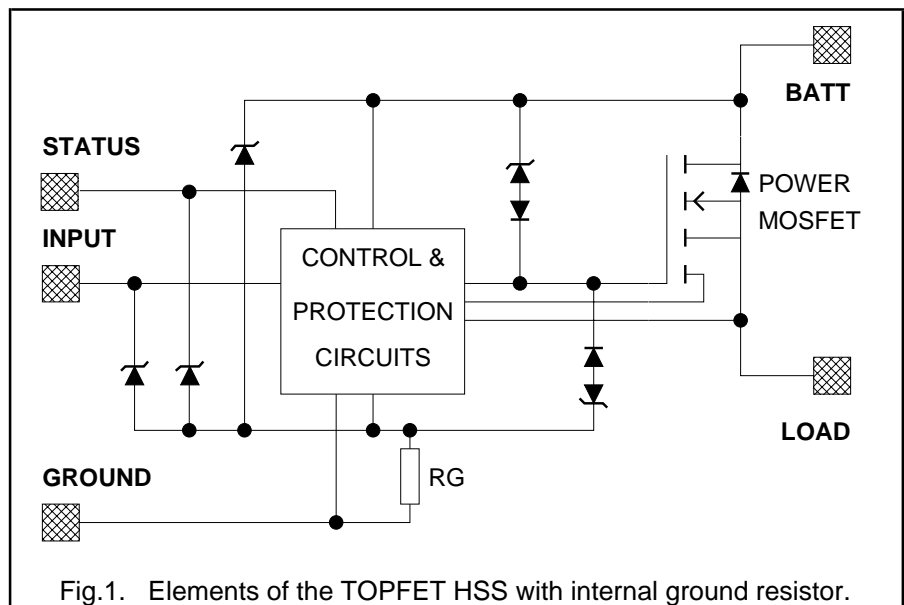 BATT
STATUS
POWER
MOSFET
INPUT
CONTROL &
PROTECTION
CIRCUITS
LOAD
GROUND
RG
Fig.1. Elements of the TOPFET HSS with internal ground resistor.